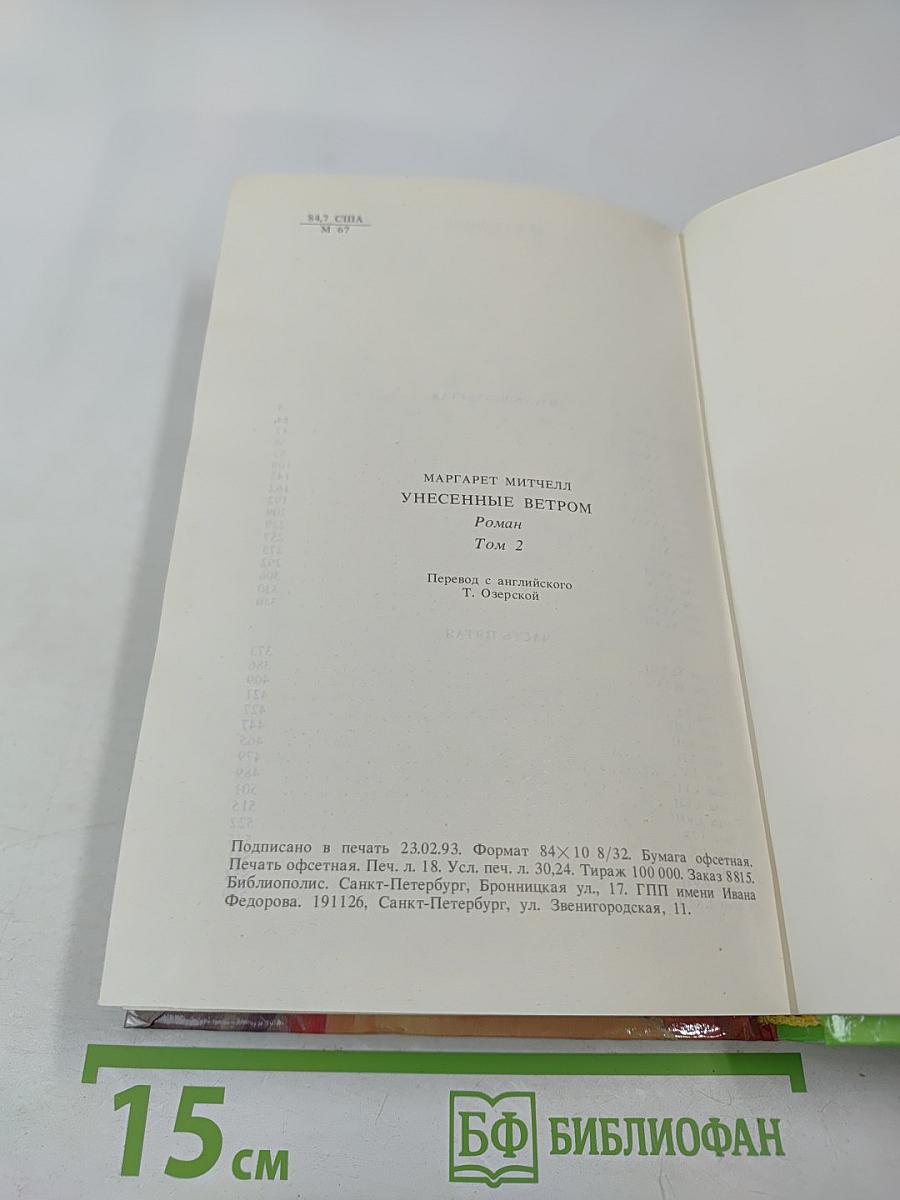 84,7 США
М 67
МАРГАРЕТ МИТЧЕЛЛ
УНЕСЕННЫЕ ВЕТРОМ
Роман
Том 2
Перевод с английского
Т. Озерской
Подписано в печать 23.02.93. Формат 84×10 8/32. Бумага офсетная.
Печать офсетная. Печ. л. 18. Усл. печ. л. 30,24. Тираж 100 000. Заказ 8815.
Библиополис. Санкт-Петербург, Бронницкая ул., 17. ГПП имени Ивана
Федорова. 191126, Санкт-Петербург, ул. Звенигородская, 11.
15 см
БФ БИБЛИОФАН